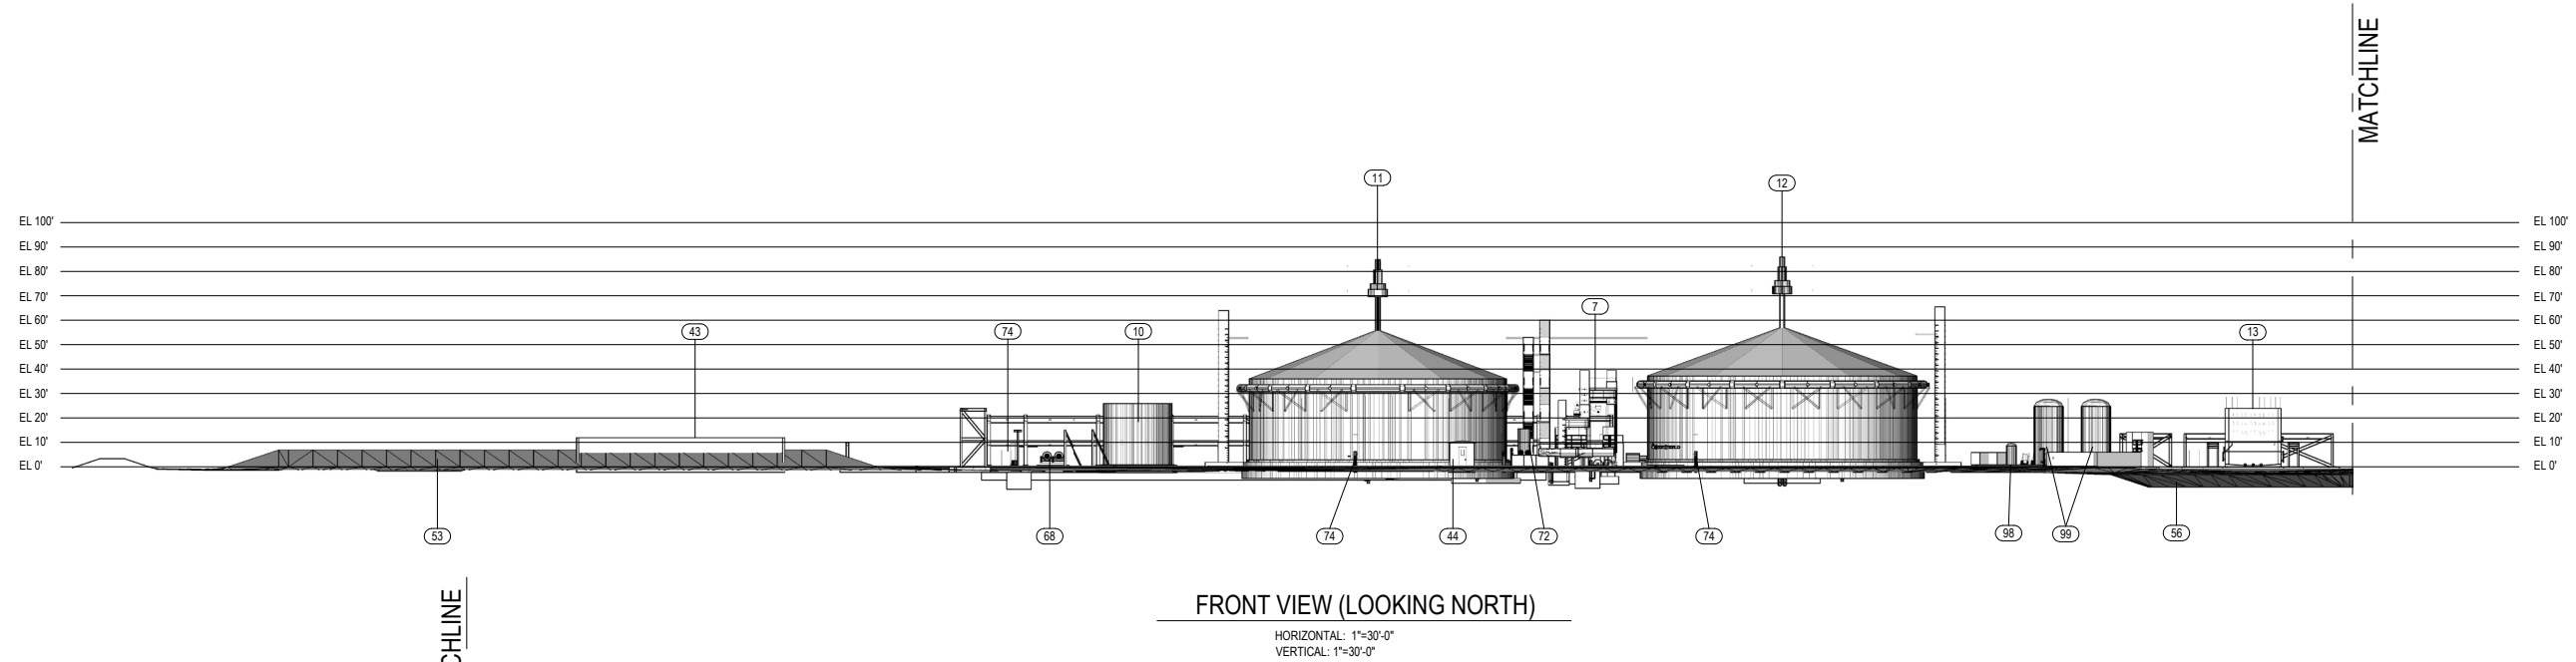 MATCHLINE
11
12
EL 100' EL 100'
EL 90' EL 90'
EL 80' EL 80'
EL 70' EL 70'
7
EL 60' EL 60'
43 74 10 13
EL 50' EL 50'
EL 40' EL 40'
EL 30' EL 30'
EL 20' EL 20'
EL 10' EL 10'
EL 0' EL 0'
53 68 74 44 72 74 98 99 56
CHLINE
FRONT VIEW (LOOKING NORTH)
HORIZONTAL: 1"=30'-0"
VERTICAL: 1"=30'-0"